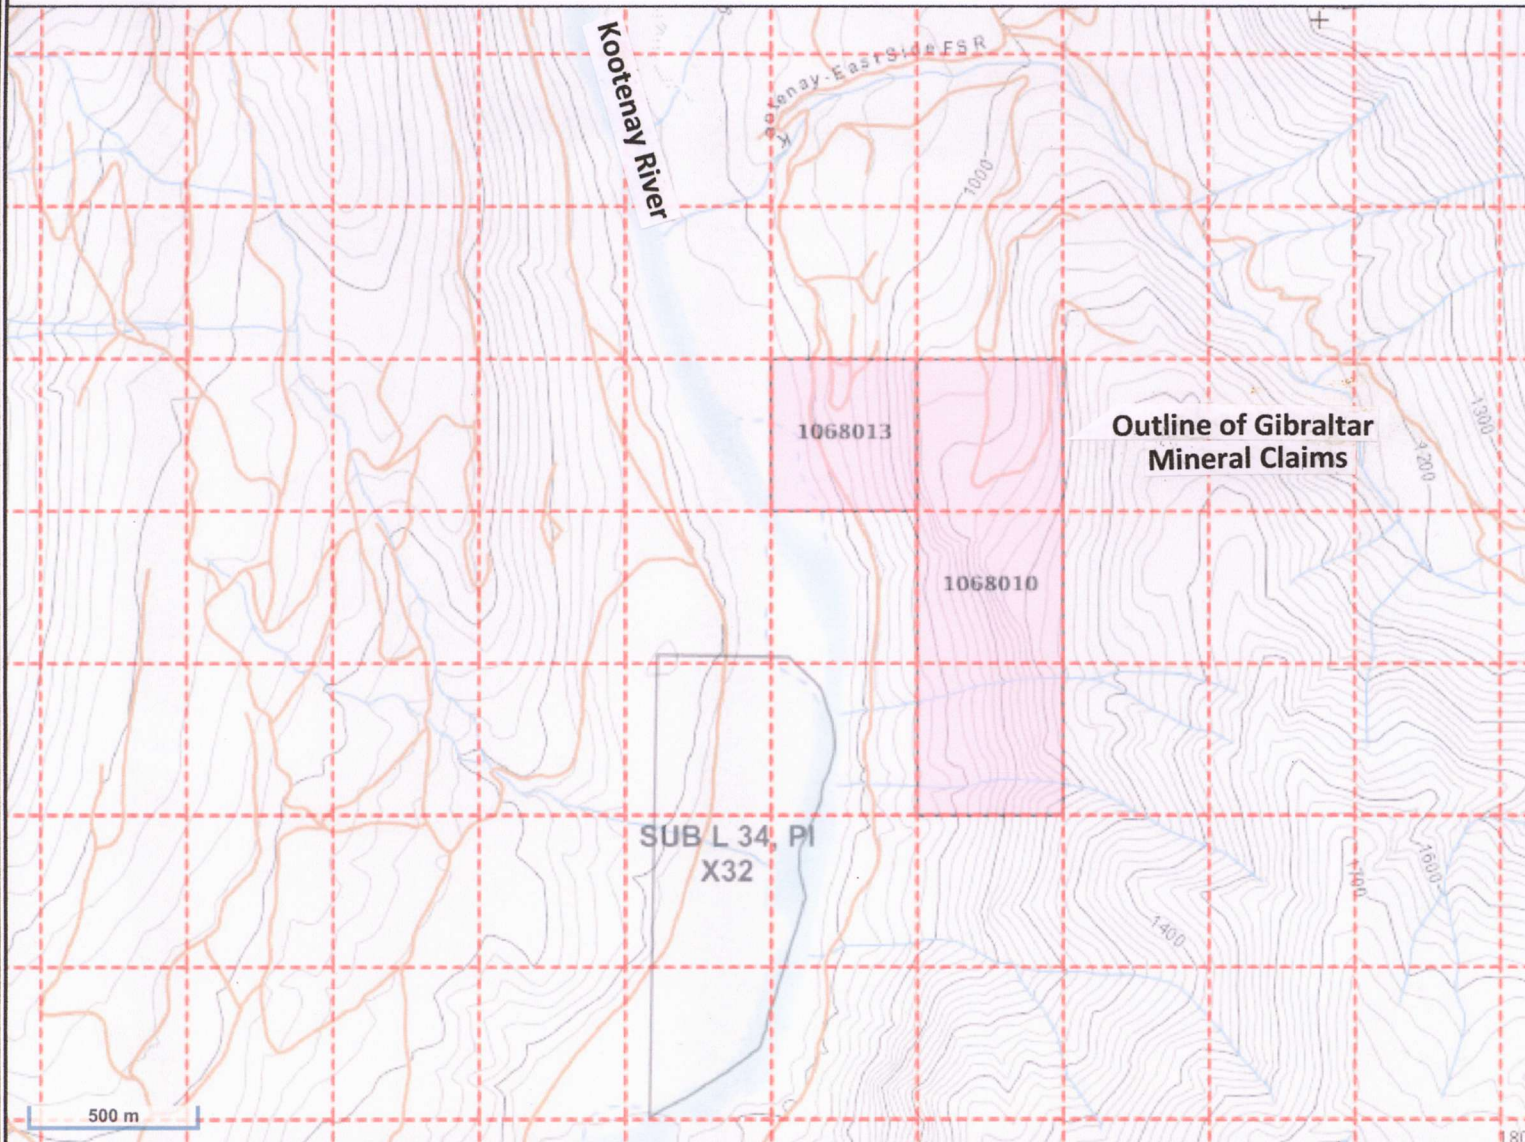 Kootenay River
Kootenay-East Side FSR
1000
1068013
Outline of Gibraltar
Mineral Claims
1300
1200
1068010
SUB L 34, Pl
X32
1600
1700
1400
500 m